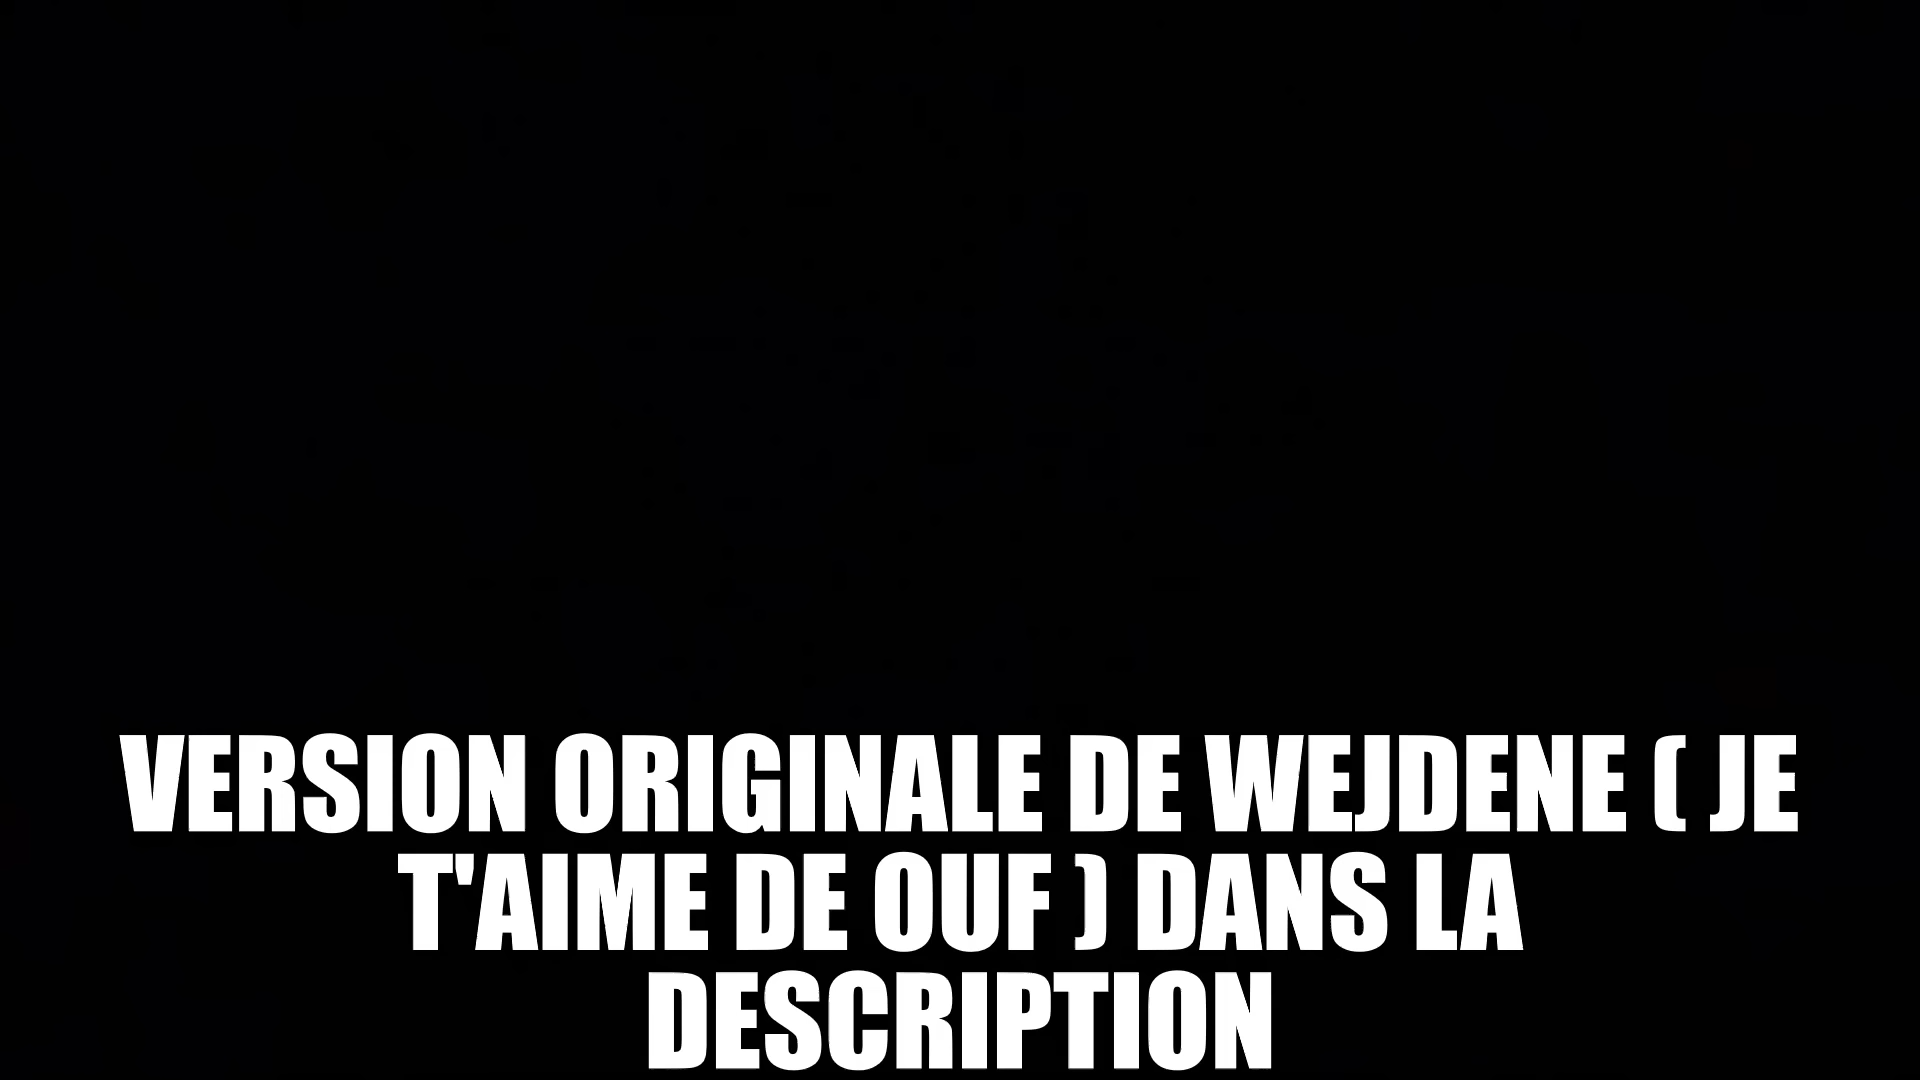 VERSION ORIGINALE DE WEJDENE ( JE
T'AIME DE OUF ) DANS LA
DESCRIPTION